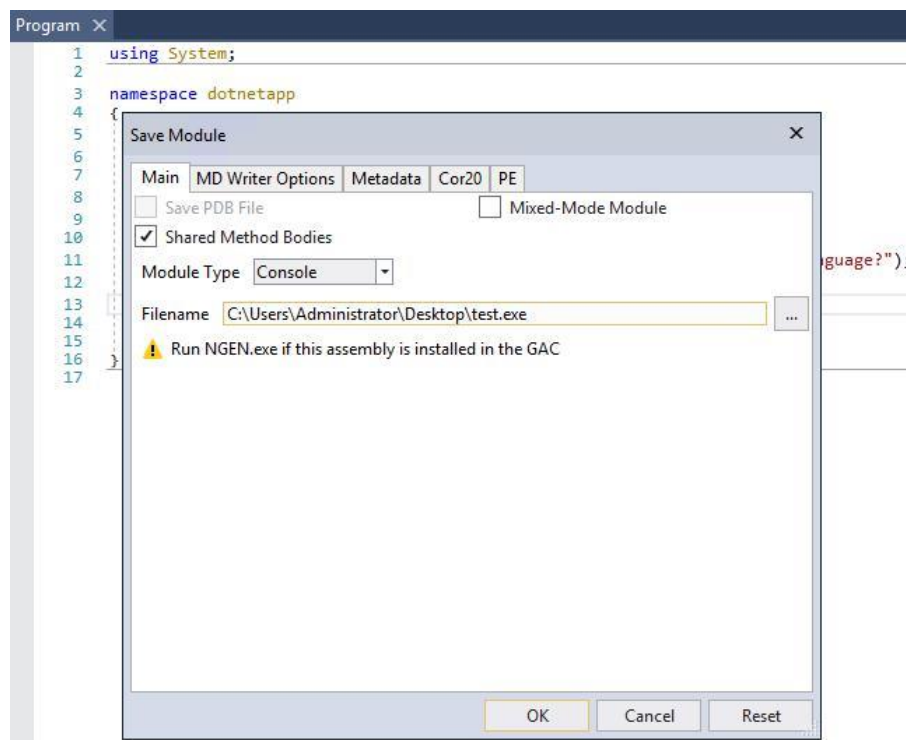 Program ×
1 using System;
2
3 namespace dotnetapp
4 {
5
6
7
8
9
10
11 iguage?")
12
13
14
15
16 }
17
Save Module
Main MD Writer Options Metadata Cor20 PE
Save PDB File Mixed-Mode Module
Shared Method Bodies
Module Type Console
Filename C:\Users\Administrator\Desktop\test.exe ...
Run NGEN.exe if this assembly is installed in the GAC
OK Cancel Reset